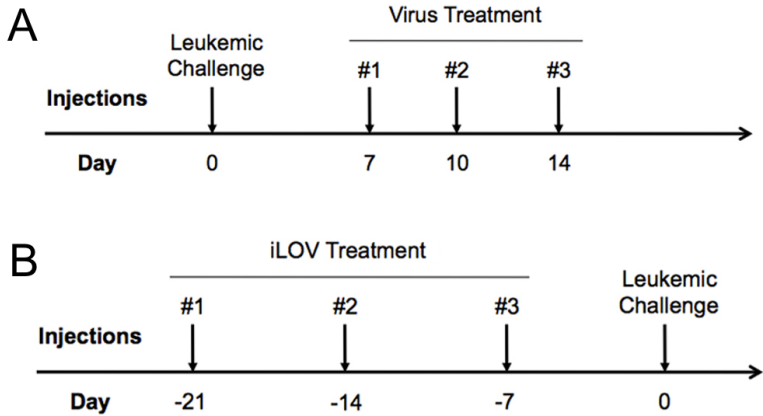 A
Virus Treatment
Leukemic
Challenge
#1 #2 #3
Injections
Day 0 7 10 14
B
iLOV Treatment
Leukemic
Challenge
#1 #2 #3
Injections
Day -21 -14 -7 0